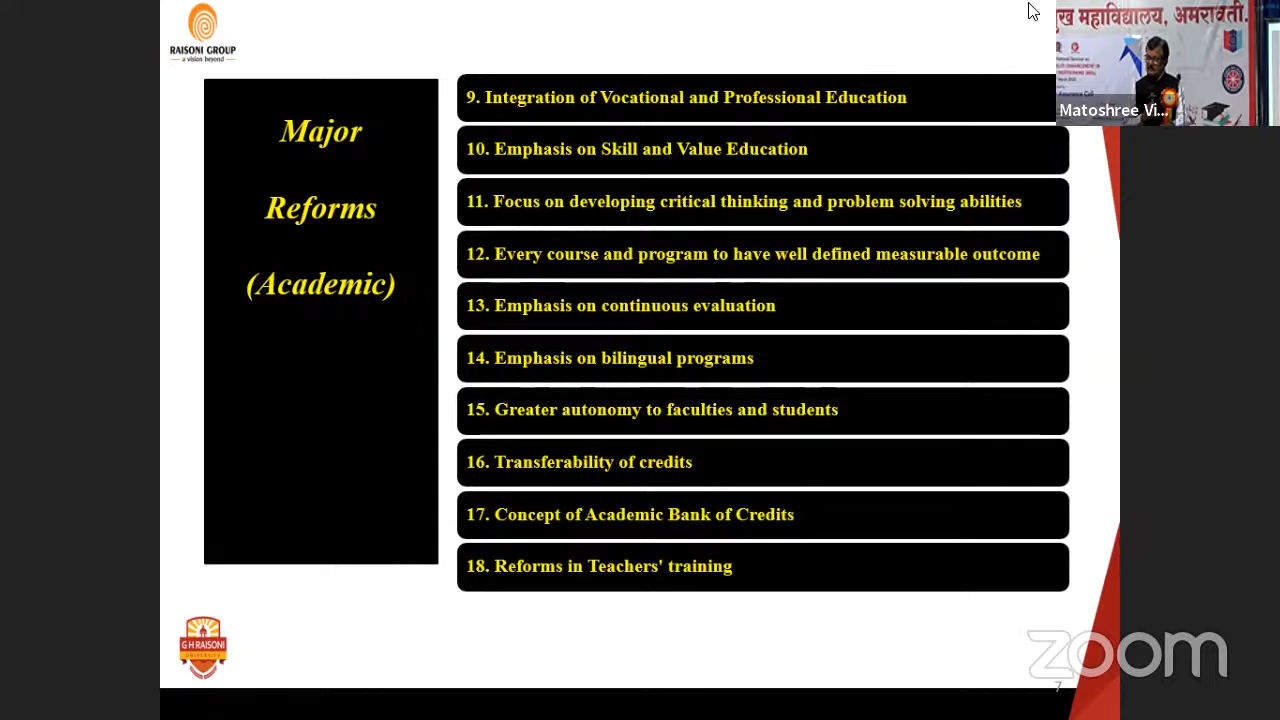 RAISONI GROUP
a vision beyond
Major
Reforms
(Academic)
9. Integration of Vocational and Professional Education
10. Emphasis on Skill and Value Education
11. Focus on developing critical thinking and problem solving abilities
12. Every course and program to have well defined measurable outcome
13. Emphasis on continuous evaluation
14. Emphasis on bilingual programs
15. Greater autonomy to faculties and students
16. Transferability of credits
17. Concept of Academic Bank of Credits
18. Reforms in Teachers' training
महाविद्यालय, अमरावती.
Matoshree Vi...
G H RAISONI
UNIVERSITY
zoom
7